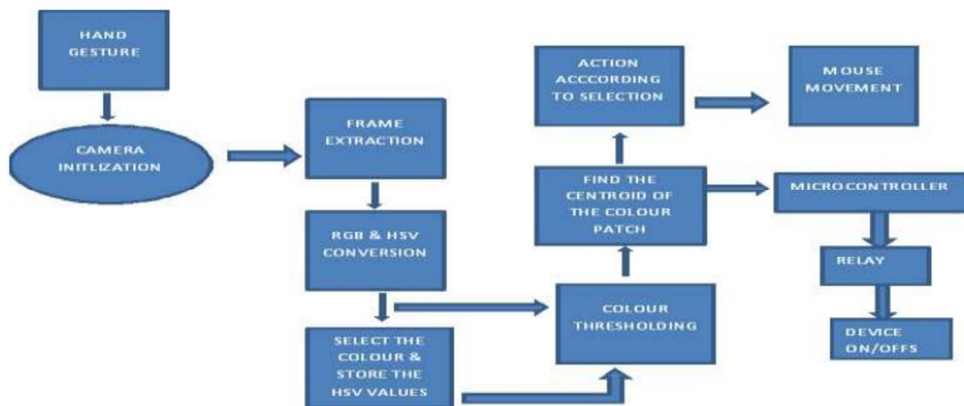 HAND
GESTURE
CAMERA
INITLIZATION
FRAME
EXTRACTION
RGB & HSV
CONVERSION
SELECT THE
COLOUR &
STORE THE
HSV VALUES
COLOUR
THRESHOLDING
FIND THE
CENTROID OF
THE COLOUR
PATCH
ACTION
ACCCORDING
TO SELECTION
MOUSE
MOVEMENT
MICROCONTROLLER
RELAY
DEVICE
ON/OFFS